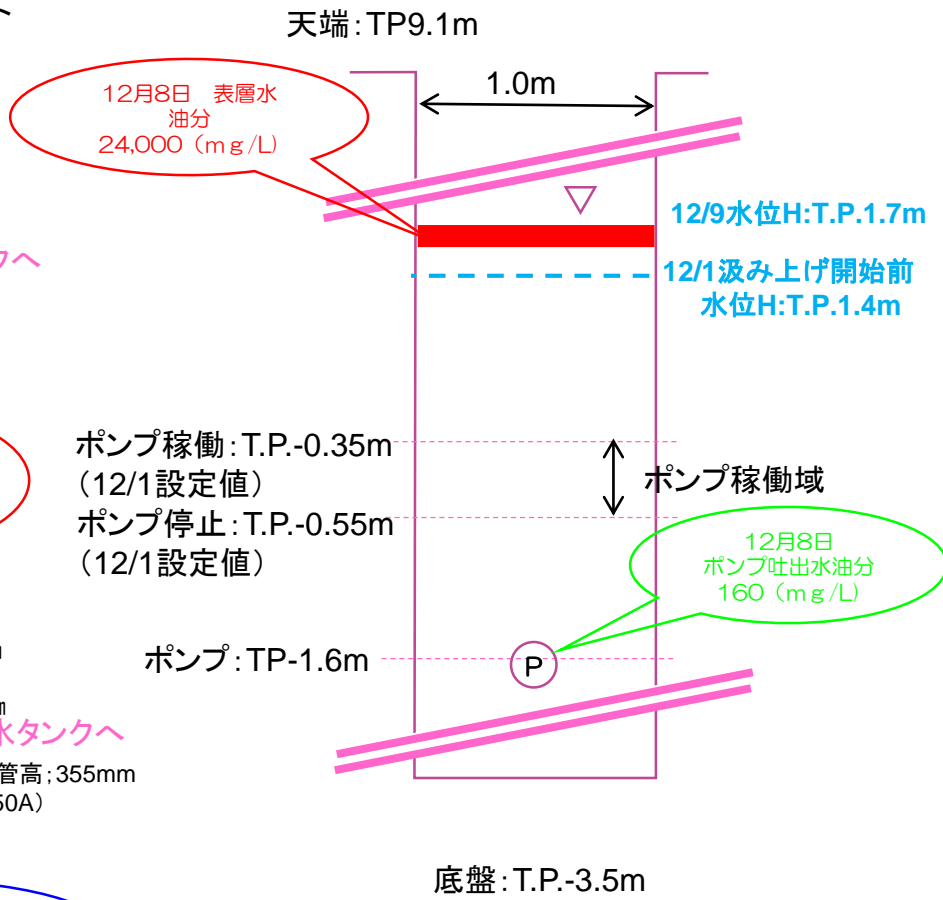 天端：TP9.1m
1.0m
12月8日　表層水
油分
24,000（ｍｇ/L)
12/9水位H:T.P.1.7m
12/1汲み上げ開始前
水位H:T.P.1.4m
クへ
ポンプ稼働：T.P.-0.35m
（12/1設定値）
ポンプ停止：T.P.-0.55m
（12/1設定値）
ポンプ稼働域
12月8日
ポンプ吐出水油分
160（ｍｇ/L)
ポンプ：TP-1.6m
P
m
水タンクへ
管高；355mm
50A）
底盤：T.P.-3.5m